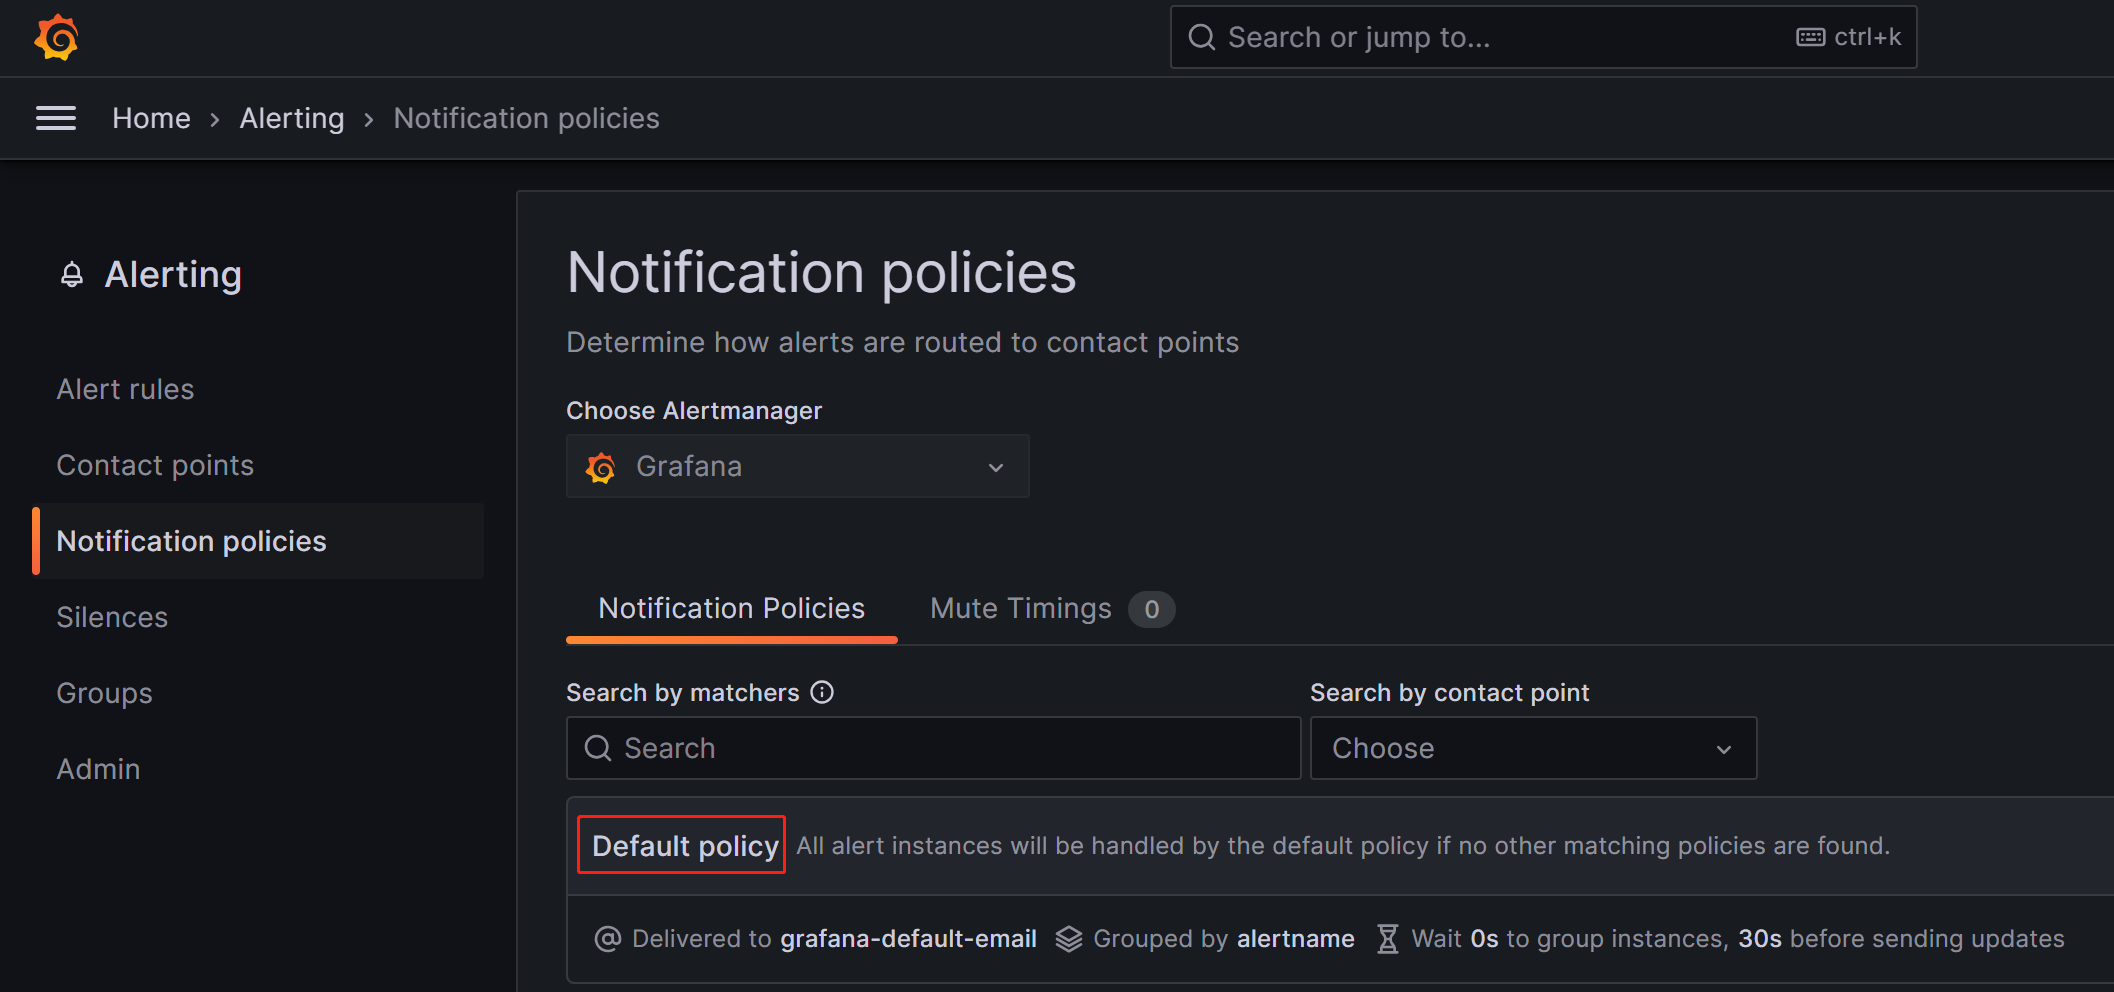 Search or jump to...
ctrl+k
Home > Alerting > Notification policies
Alerting
Alert rules
Contact points
Notification policies
Silences
Groups
Admin
Notification policies
Determine how alerts are routed to contact points
Choose Alertmanager
Grafana
Notification Policies
Mute Timings 0
Search by matchers
Search
Search by contact point
Choose
Default policy All alert instances will be handled by the default policy if no other matching policies are found.
@ Delivered to grafana-default-email Grouped by alertname Wait 0s to group instances, 30s before sending updates